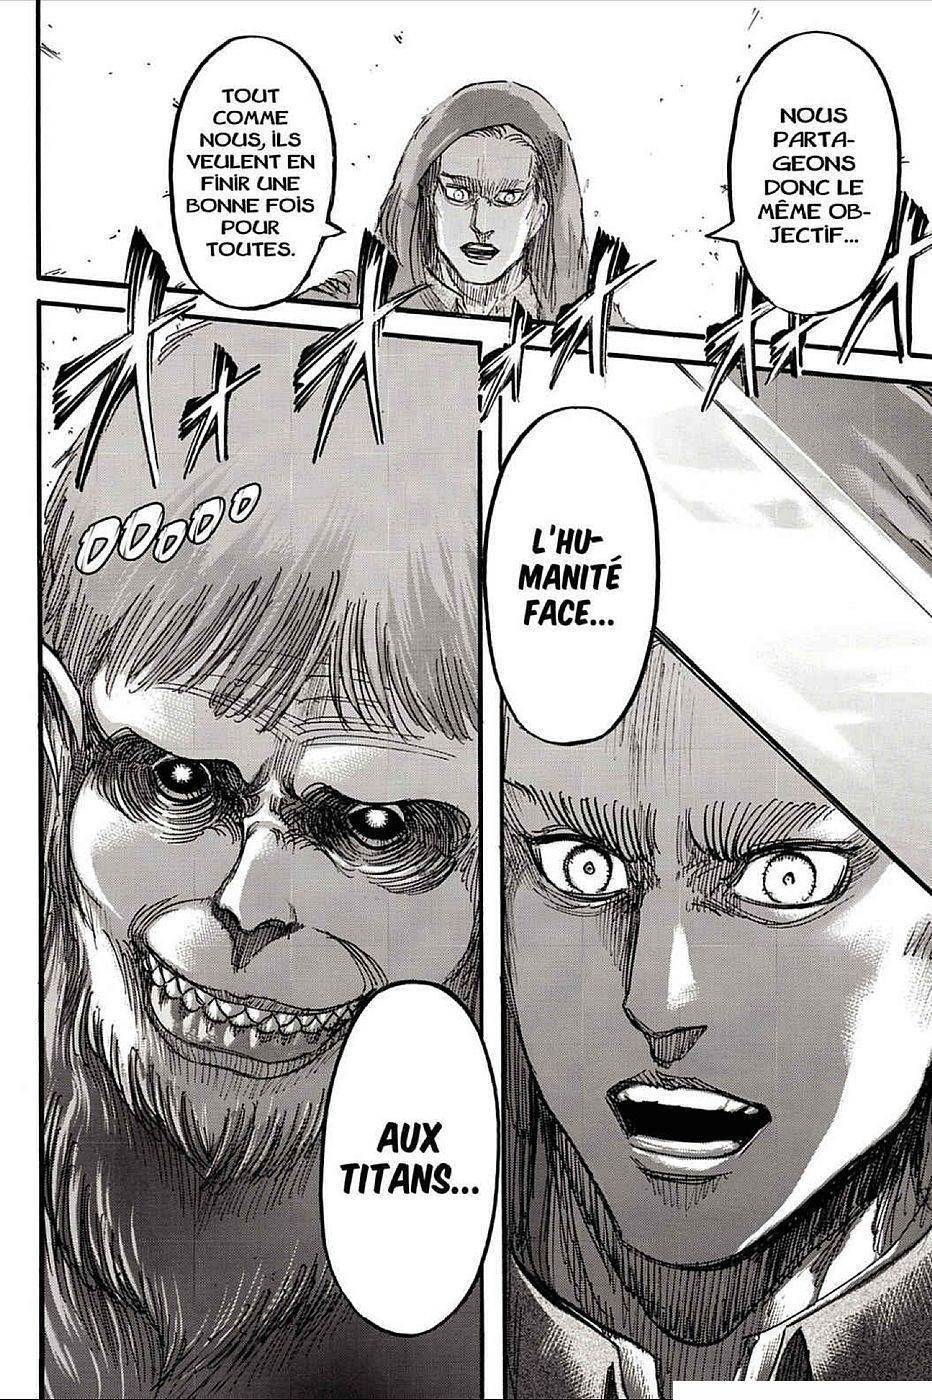 NOUS
PARTA-
GEONS
DONC LE
MÊME OB-
JECTIF...
TOUT
COMME
NOUS, ILS
VEULENT EN
FINIR UNE
BONNE FOIS
POUR
TOUTES.
L'HU-
MANITÉ
FACE...
AUX
TITANS...